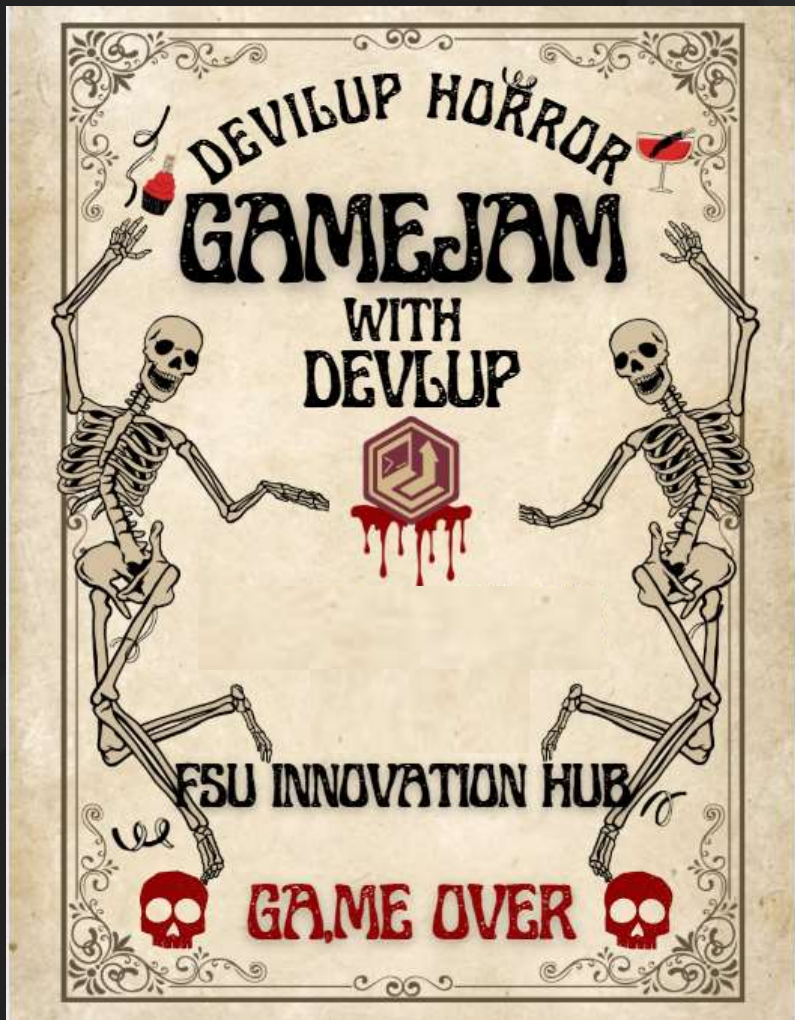 DEVILUP HORROR
GAMEJAM
WITH
DEVLUP
FSU INNOVATION HUB
GA,ME OVER